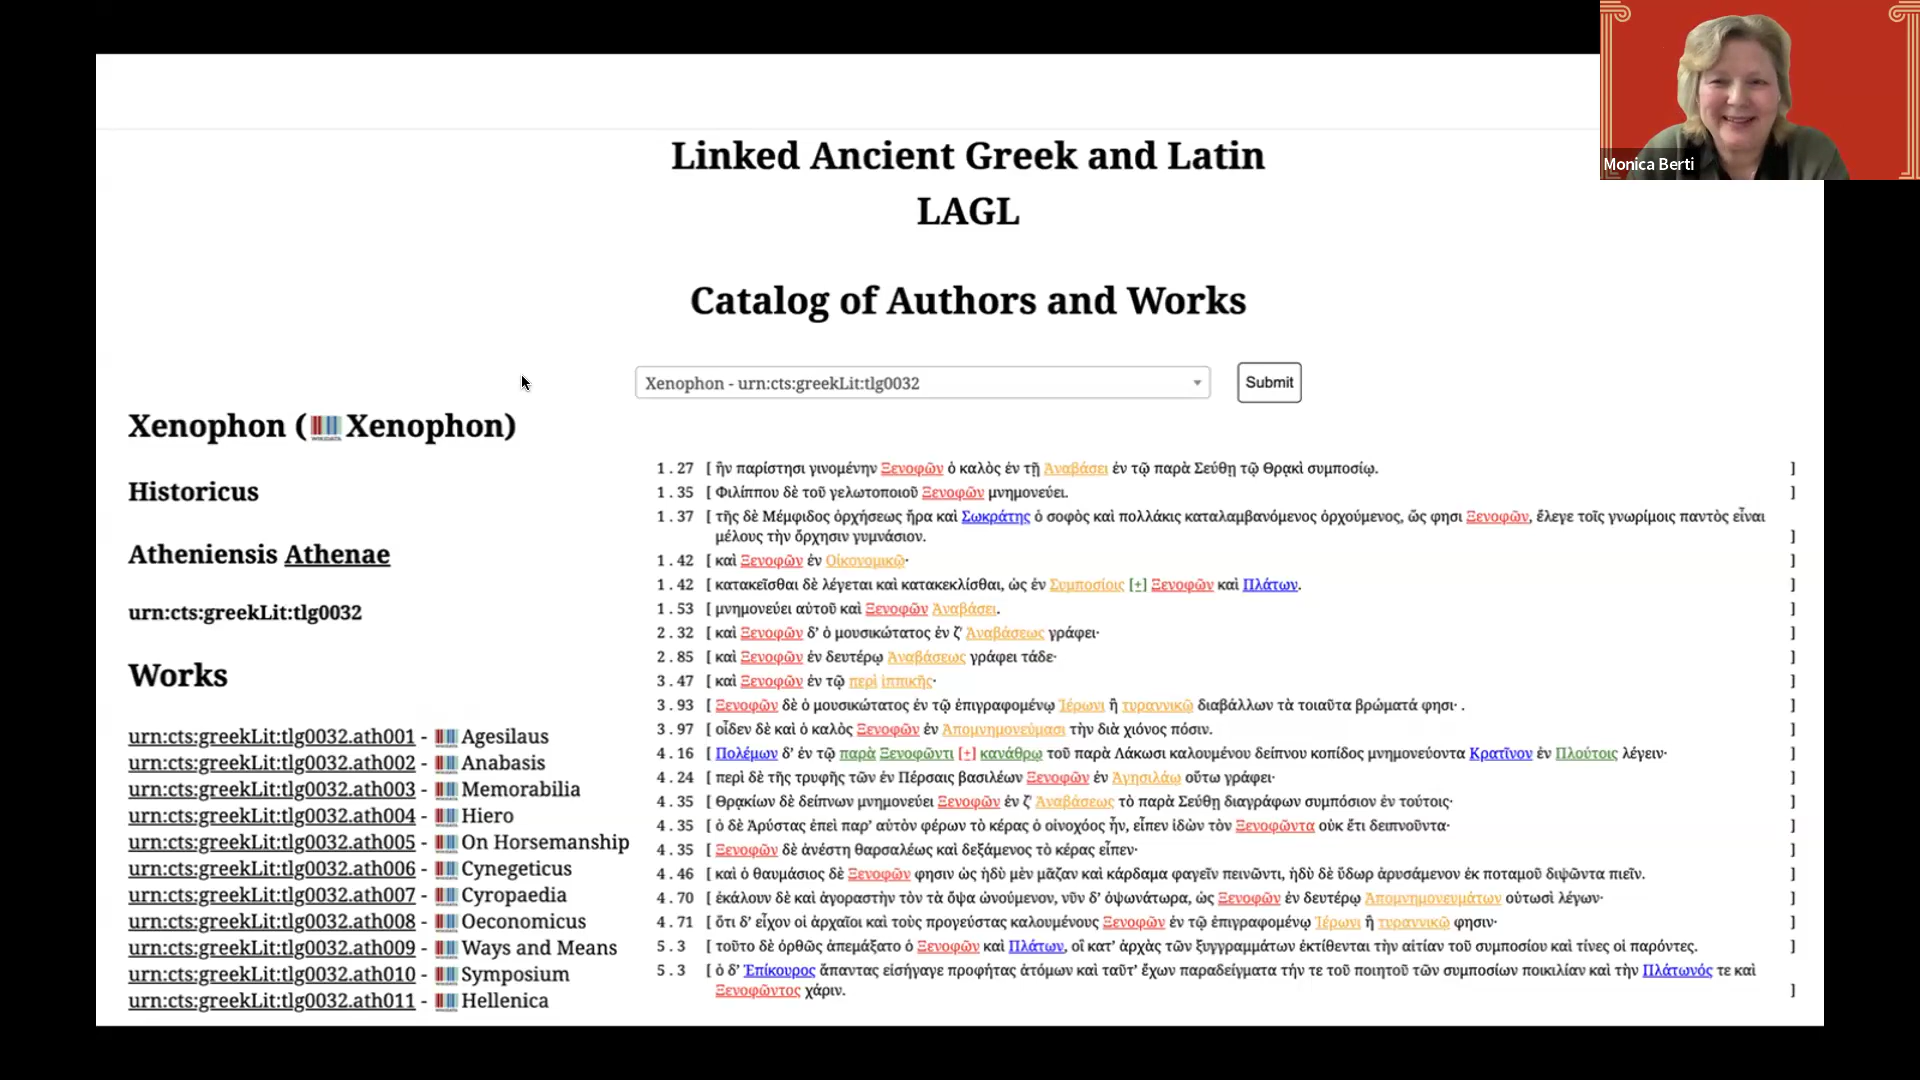 Monica Berti
Linked Ancient Greek and Latin
LAGL
Catalog of Authors and Works
Xenophon - urn:cts:greekLit:tlg0032
Submit
Xenophon (Xenophon)
Historicus
Atheniensis Athenae
urn:cts:greekLit:tlg0032
Works
urn:cts:greekLit:tlg0032.ath001 - Agesilaus
urn:cts:greekLit:tlg0032.ath002 - Anabasis
urn:cts:greekLit:tlg0032.ath003 - Memorabilia
urn:cts:greekLit:tlg0032.ath004 - Hiero
urn:cts:greekLit:tlg0032.ath005 - On Horsemanship
urn:cts:greekLit:tlg0032.ath006 - Cynegeticus
urn:cts:greekLit:tlg0032.ath007 - Cyropaedia
urn:cts:greekLit:tlg0032.ath008 - Oeconomicus
urn:cts:greekLit:tlg0032.ath009 - Ways and Means
urn:cts:greekLit:tlg0032.ath010 - Symposium
urn:cts:greekLit:tlg0032.ath011 - Hellenica
1 . 27 [ ἣν παρίστησι γινομένην Ξενοφῶν ὁ καλὸς ἐν τῇ Ἀναβάσει ἐν τῷ παρὰ Σεύθῃ τῷ Θρᾳκὶ συμποσίῳ. ]
1 . 35 [ Φιλίππου δὲ τοῦ γελωτοποιοῦ Ξενοφῶν μνημονεύει. ]
1 . 37 [ τῆς δὲ Μέμφιδος ὀρχήσεως ἤρα καὶ Σωκράτης ὁ σοφὸς καὶ πολλάκις καταλαμβανόμενος ὀρχούμενος, ὥς φησι Ξενοφῶν, ἔλεγε τοῖς γνωρίμοις παντὸς εἶναι
μέλους τὴν ὄρχησιν γυμνάσιον. ]
1 . 42 [ καὶ Ξενοφῶν ἐν Οἰκονομικῷ· ]
1 . 42 [ κατακεῖσθαι δὲ λέγεται καὶ κατακεκλίσθαι, ὡς ἐν Συμποσίοις [+] Ξενοφῶν καὶ Πλάτων. ]
1 . 53 [ μνημονεύει αὐτοῦ καὶ Ξενοφῶν Ἀναβάσει. ]
2 . 32 [ καὶ Ξενοφῶν δ’ ὁ μουσικώτατος ἐν ζ′ Ἀναβάσεως γράφει· ]
2 . 85 [ καὶ Ξενοφῶν ἐν δευτέρῳ Ἀναβάσεως γράφει τάδε· ]
3 . 47 [ καὶ Ξενοφῶν ἐν τῷ περὶ ἱππικῆς· ]
3 . 93 [ Ξενοφῶν δὲ ὁ μουσικώτατος ἐν τῷ ἐπιγραφομένῳ Ἱέρωνι ἢ τυραννικῷ διαβάλλων τὰ τοιαῦτα βρώματά φησι· . ]
3 . 97 [ οἶδεν δὲ καὶ ὁ καλὸς Ξενοφῶν ἐν Ἀπομνημονεύμασι τὴν διὰ χιόνος πόσιν. ]
4 . 16 [ Πολέμων δ’ ἐν τῷ παρὰ Ξενοφῶντι [+] κανάθρῳ τοῦ παρὰ Λάκωσι καλουμένου δείπνου κοπίδος μνημονεύοντα Κρατῖνον ἐν Πλούτοις λέγειν· ]
4 . 24 [ περὶ δὲ τῆς τρυφῆς τῶν ἐν Πέρσαις βασιλέων Ξενοφῶν ἐν Ἀγησιλάῳ οὕτω γράφει· ]
4 . 35 [ Θρᾳκίων δὲ δείπνων μνημονεύει Ξενοφῶν ἐν ζ′ Ἀναβάσεως τὸ παρὰ Σεύθῃ διαγράφων συμπόσιον ἐν τούτοις· ]
4 . 35 [ ὁ δὲ Ἀρύστας ἐπεὶ παρ’ αὐτὸν φέρων τὸ κέρας ὁ οἰνοχόος ἧν, εἶπεν ἰδὼν τὸν Ξενοφῶντα οὐκ ἔτι δειπνοῦντα· ]
4 . 35 [ Ξενοφῶν δὲ ἀνέστη θαρσαλέως καὶ δεξάμενος τὸ κέρας εἶπεν· ]
4 . 46 [ καὶ ὁ θαυμάσιος δὲ Ξενοφῶν φησιν ὡς ἡδὺ μὲν μᾶζαν καὶ κάρδαμα φαγεῖν πεινῶντι, ἡδὺ δὲ ὕδωρ ἀρυσάμενον ἐκ ποταμοῦ διψῶντα πιεῖν. ]
4 . 70 [ ἐκάλουν δὲ καὶ ἀγοραστὴν τὸν τὰ ὄψα ὠνούμενον, νῦν δ’ ὀψωνάτωρα, ὡς Ξενοφῶν ἐν δευτέρῳ Ἀπομνημονευμάτων οὑτωσὶ λέγων· ]
4 . 71 [ ὅτι δ’ εἶχον οἱ ἀρχαῖοι καὶ τοὺς προγεύστας καλουμένους Ξενοφῶν ἐν τῷ ἐπιγραφομένῳ Ἱέρωνι ἢ τυραννικῷ φησιν· ]
5 . 3 [ τοῦτο δὲ ὀρθῶς ἀπεμάξατο ὁ Ξενοφῶν καὶ Πλάτων, οἳ κατ’ ἀρχὰς τῶν ξυγγραμμάτων ἐκτίθενται τὴν αἰτίαν τοῦ συμποσίου καὶ τίνες οἱ παρόντες. ]
5 . 3 [ ὁ δ’ Ἐπίκουρος ἅπαντας εἰσήγαγε προφήτας ἀτόμων καὶ ταῦτ’ ἔχων παραδείγματα τήν τε τοῦ ποιητοῦ τῶν συμποσίων ποικιλίαν καὶ τὴν Πλάτωνός τε καὶ
Ξενοφῶντος χάριν. ]